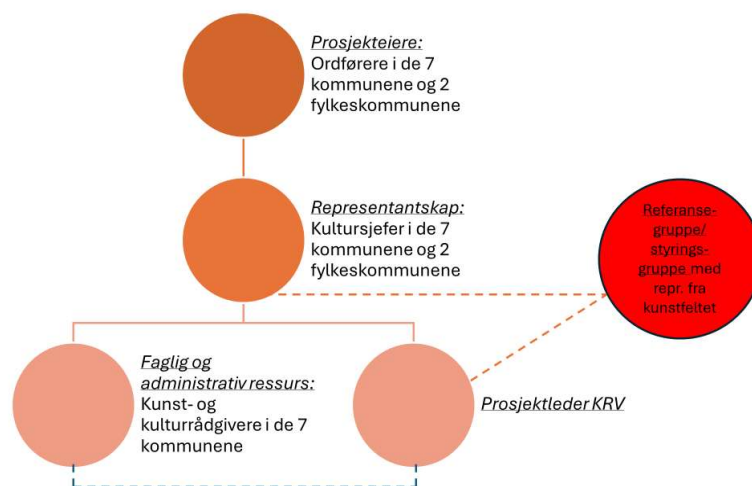 Prosjekteiere:
Ordførere i de 7
kommunene og 2
fylkeskommunene
Representantskap:
Kultursjefer i de 7
kommunene og 2
fylkeskommunene
Referanse-
gruppe/
styrings-
gruppe med
repr. fra
kunstfeltet
Faglig og
administrativ ressurs:
Kunst- og
kulturrådgivere i de 7
kommunene
Prosjektleder KRV